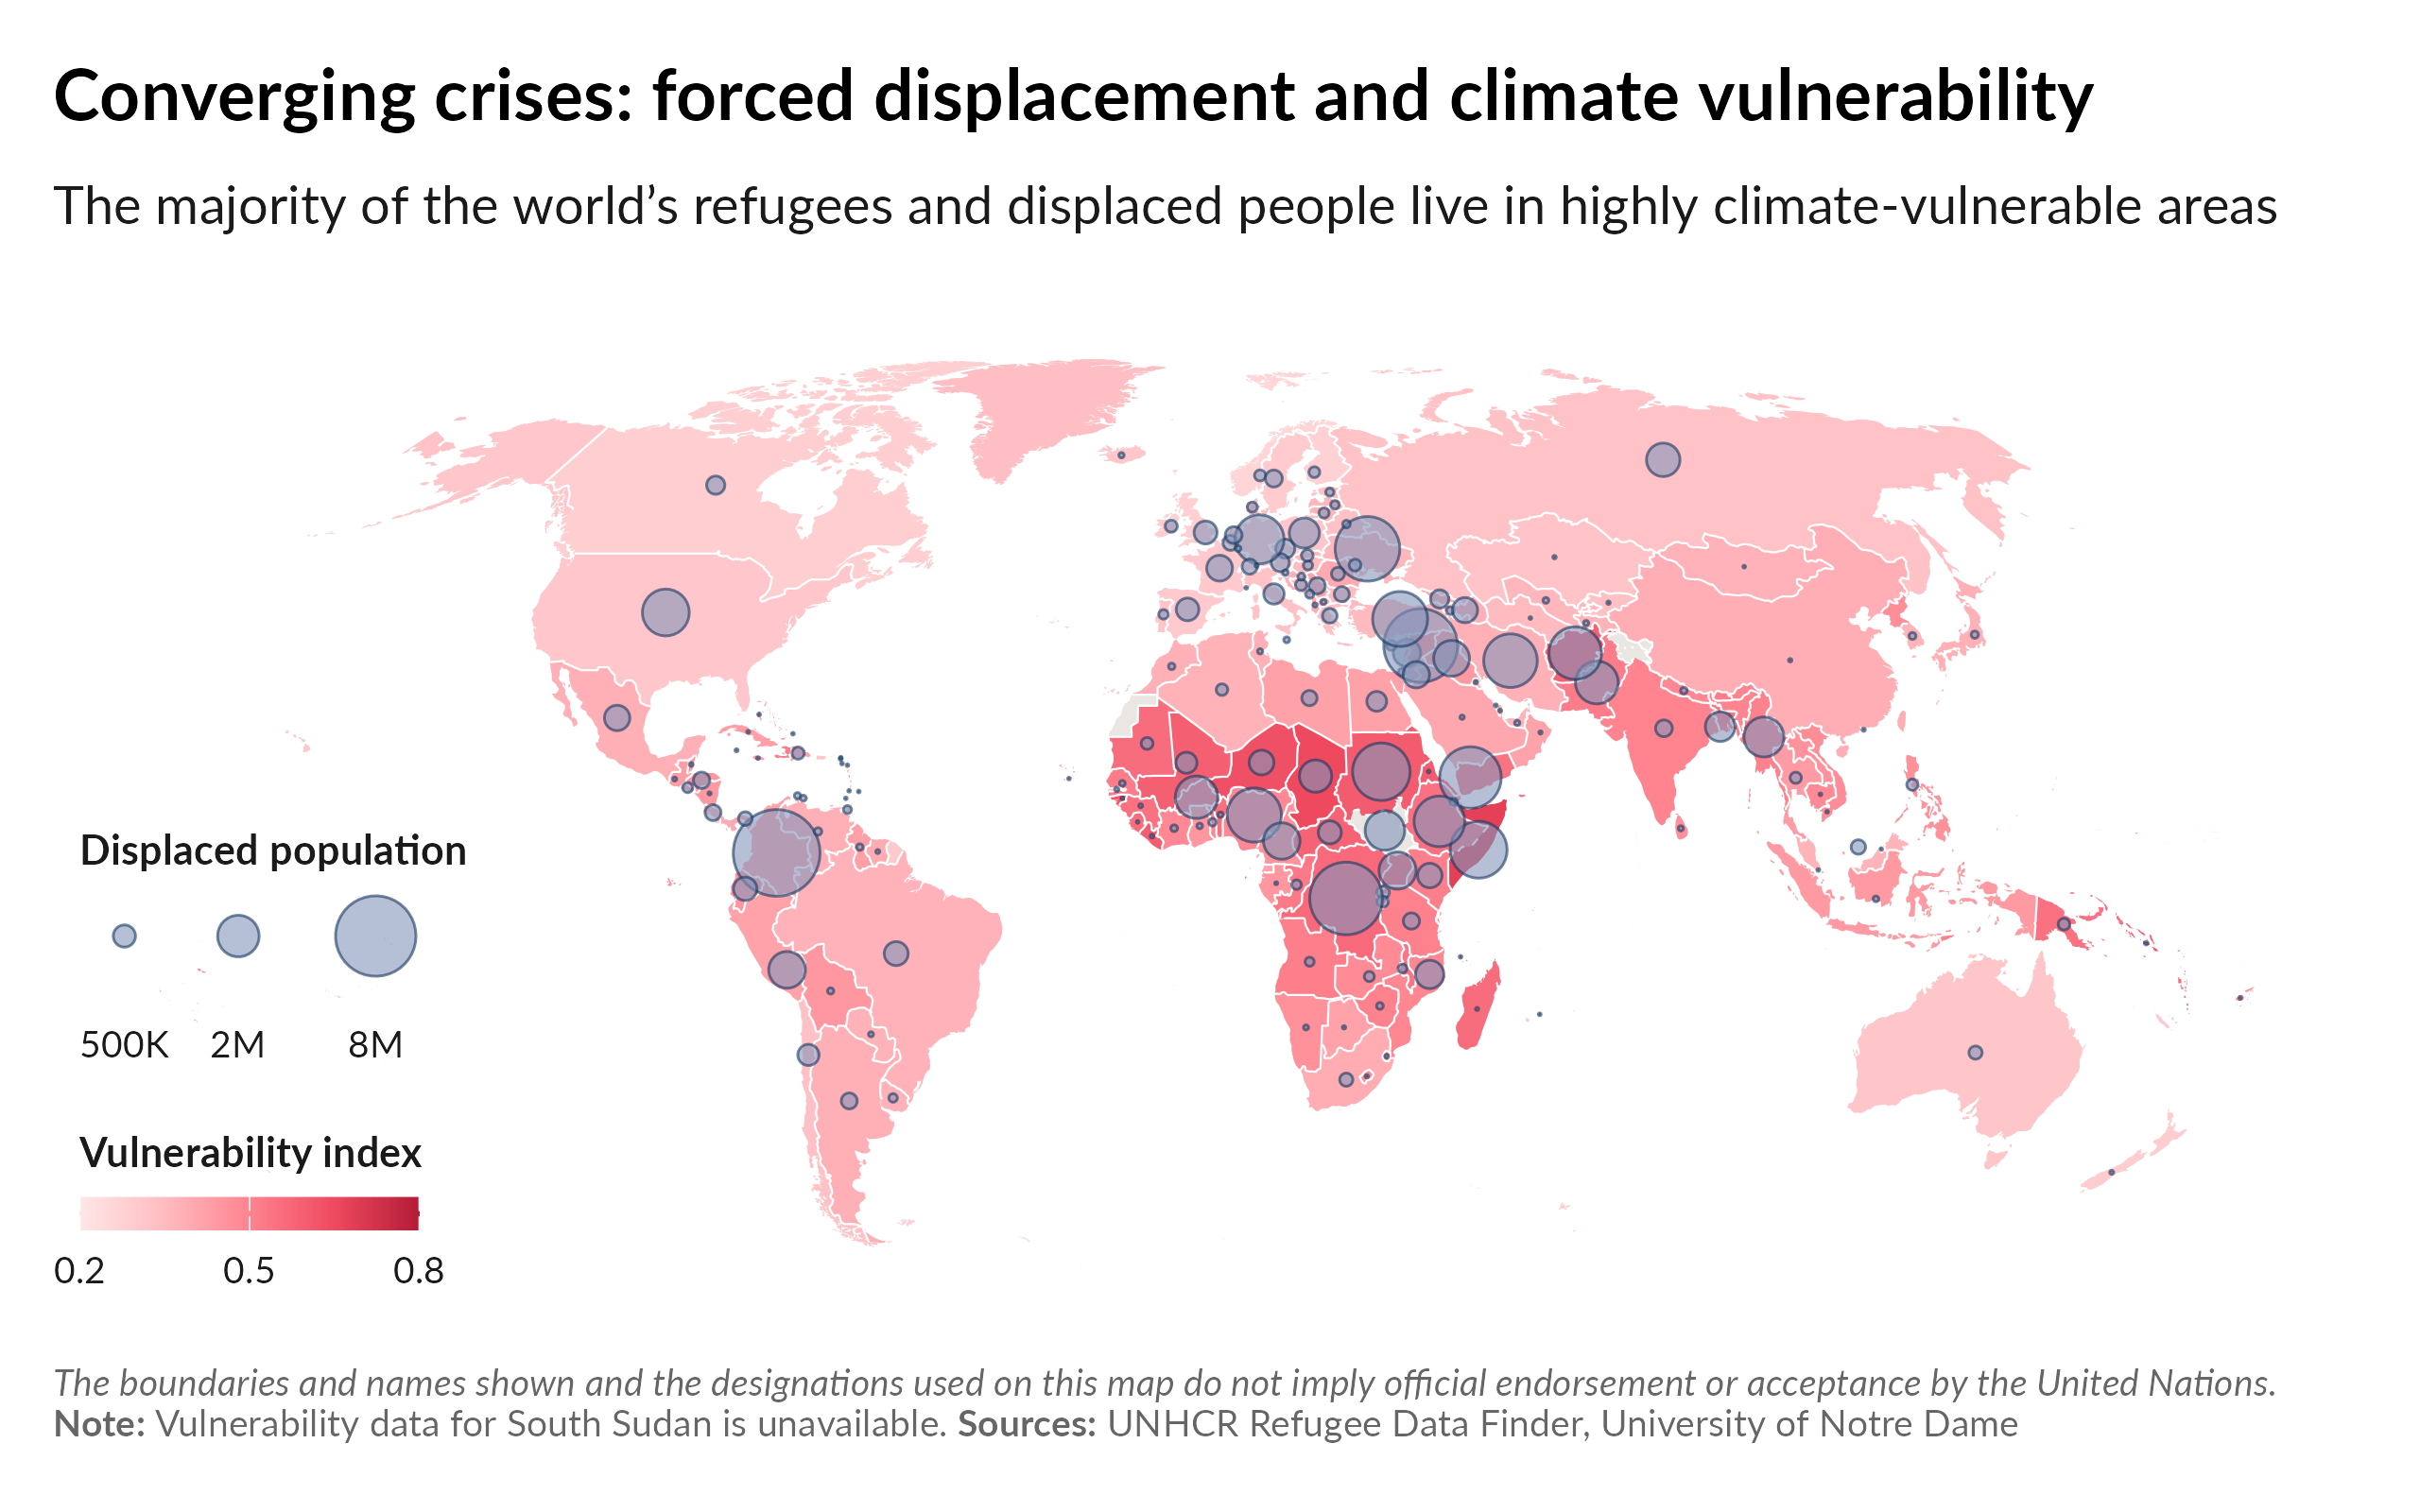 Converging crises: forced displacement and climate vulnerability
The majority of the world’s refugees and displaced people live in highly climate-vulnerable areas
Displaced population
500K 2M 8M
Vulnerability index
0.2 0.5 0.8
The boundaries and names shown and the designations used on this map do not imply official endorsement or acceptance by the United Nations.
Note: Vulnerability data for South Sudan is unavailable. Sources: UNHCR Refugee Data Finder, University of Notre Dame